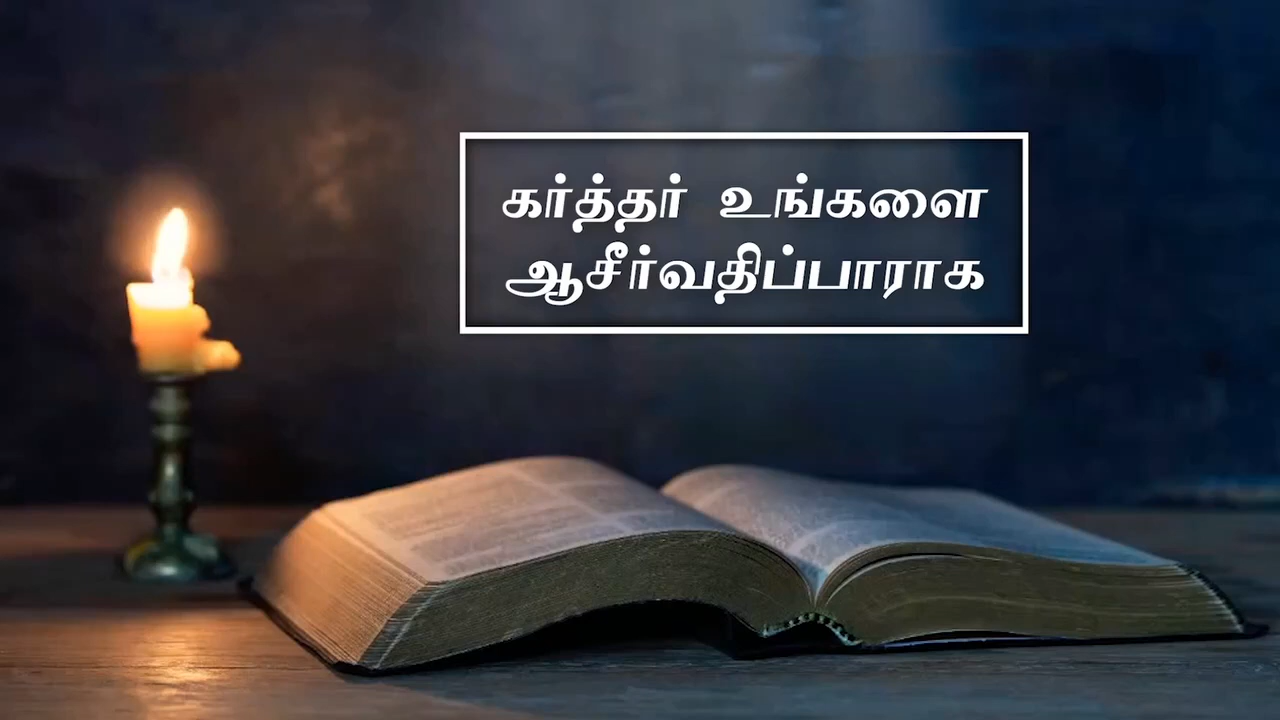 கர்த்தர் உங்களை
ஆசீர்வதிப்பாராக